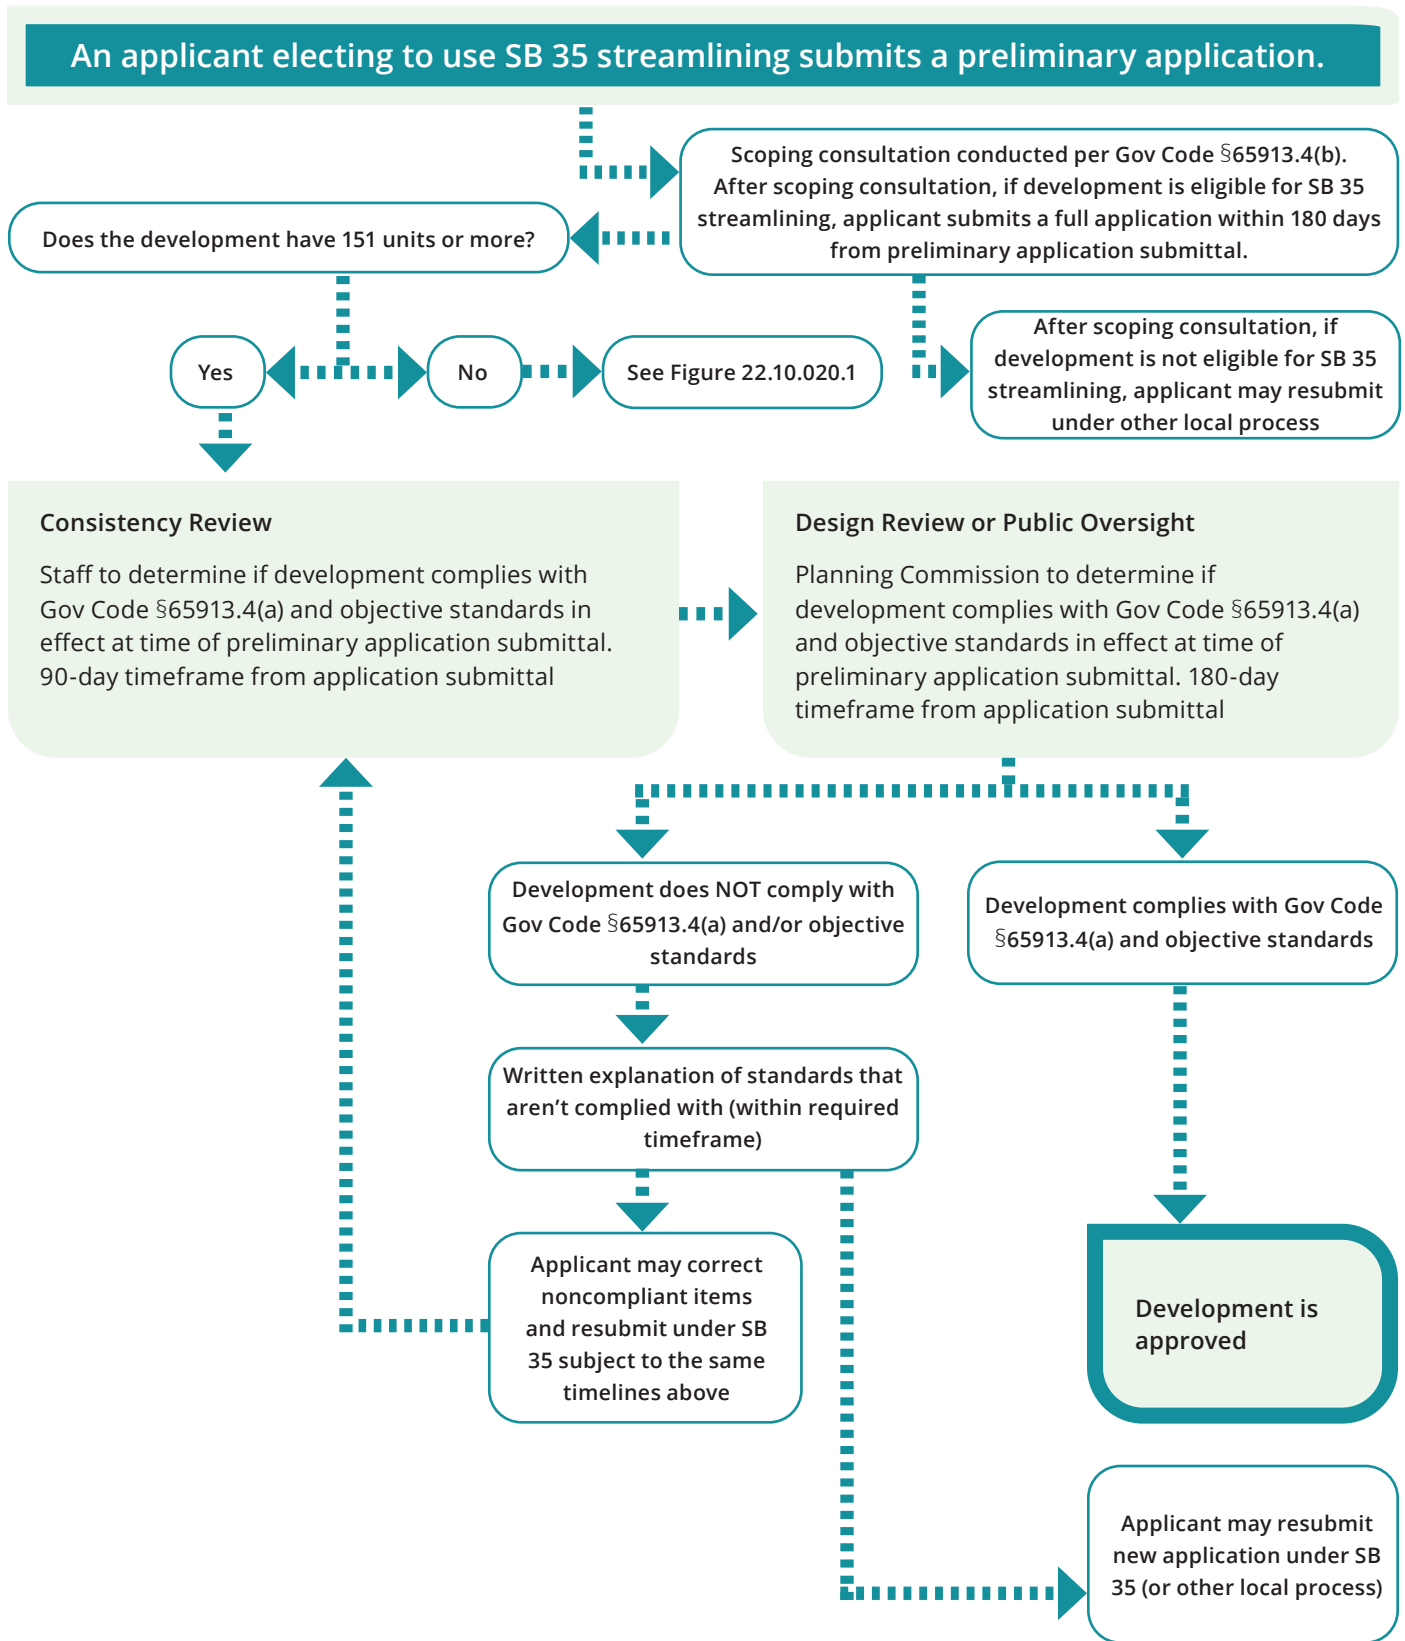 An applicant electing to use SB 35 streamlining submits a preliminary application.
Scoping consultation conducted per Gov Code §65913.4(b).
After scoping consultation, if development is eligible for SB 35
streamlining, applicant submits a full application within 180 days
from preliminary application submittal.
Does the development have 151 units or more?
After scoping consultation, if
development is not eligible for SB 35
streamlining, applicant may resubmit
under other local process
Yes
No
See Figure 22.10.020.1
Consistency Review
Staff to determine if development complies with
Gov Code §65913.4(a) and objective standards in
effect at time of preliminary application submittal.
90-day timeframe from application submittal
Design Review or Public Oversight
Planning Commission to determine if
development complies with Gov Code §65913.4(a)
and objective standards in effect at time of
preliminary application submittal. 180-day
timeframe from application submittal
Development does NOT comply with
Gov Code §65913.4(a) and/or objective
standards
Development complies with Gov Code
§65913.4(a) and objective standards
Written explanation of standards that
aren’t complied with (within required
timeframe)
Applicant may correct
noncompliant items
and resubmit under SB
35 subject to the same
timelines above
Development is
approved
Applicant may resubmit
new application under SB
35 (or other local process)